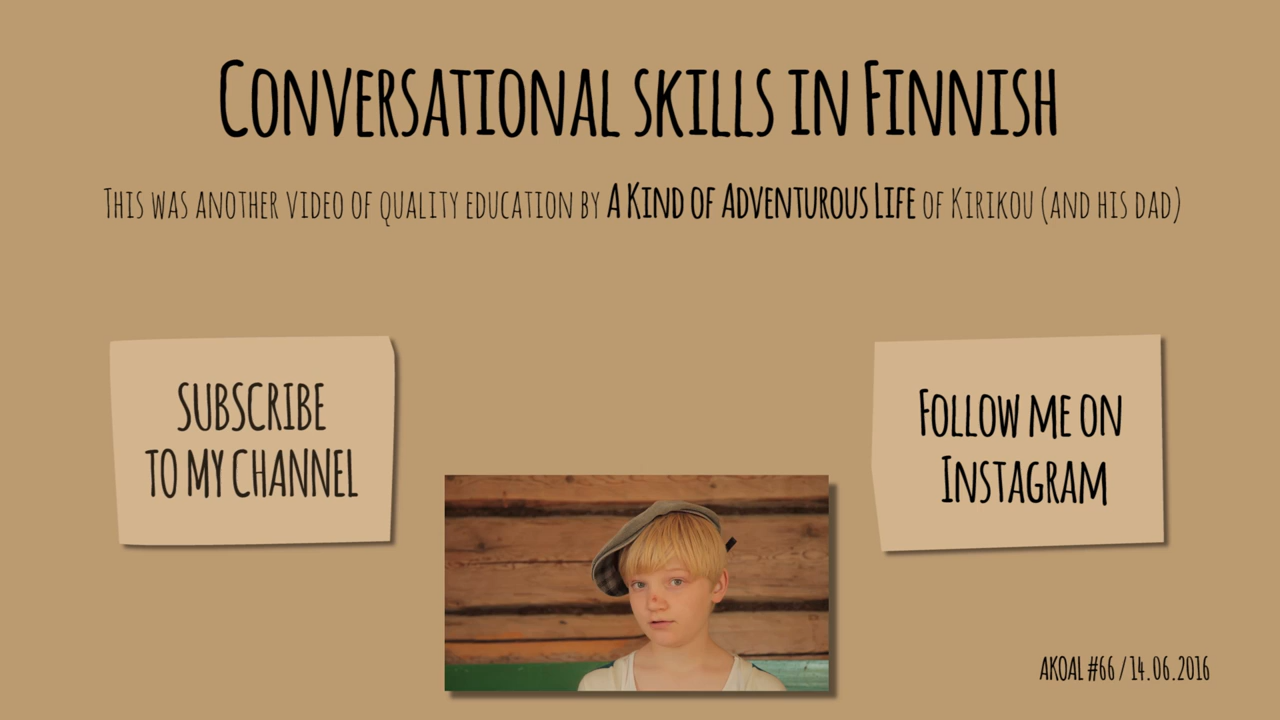 Conversational skills in Finnish
This was another video of quality education by A Kind of Adventurous Life of Kirikou (and his dad)
SUBSCRIBE
TO MY CHANNEL
Follow me on
Instagram
AKOAL #66 / 14.06.2016